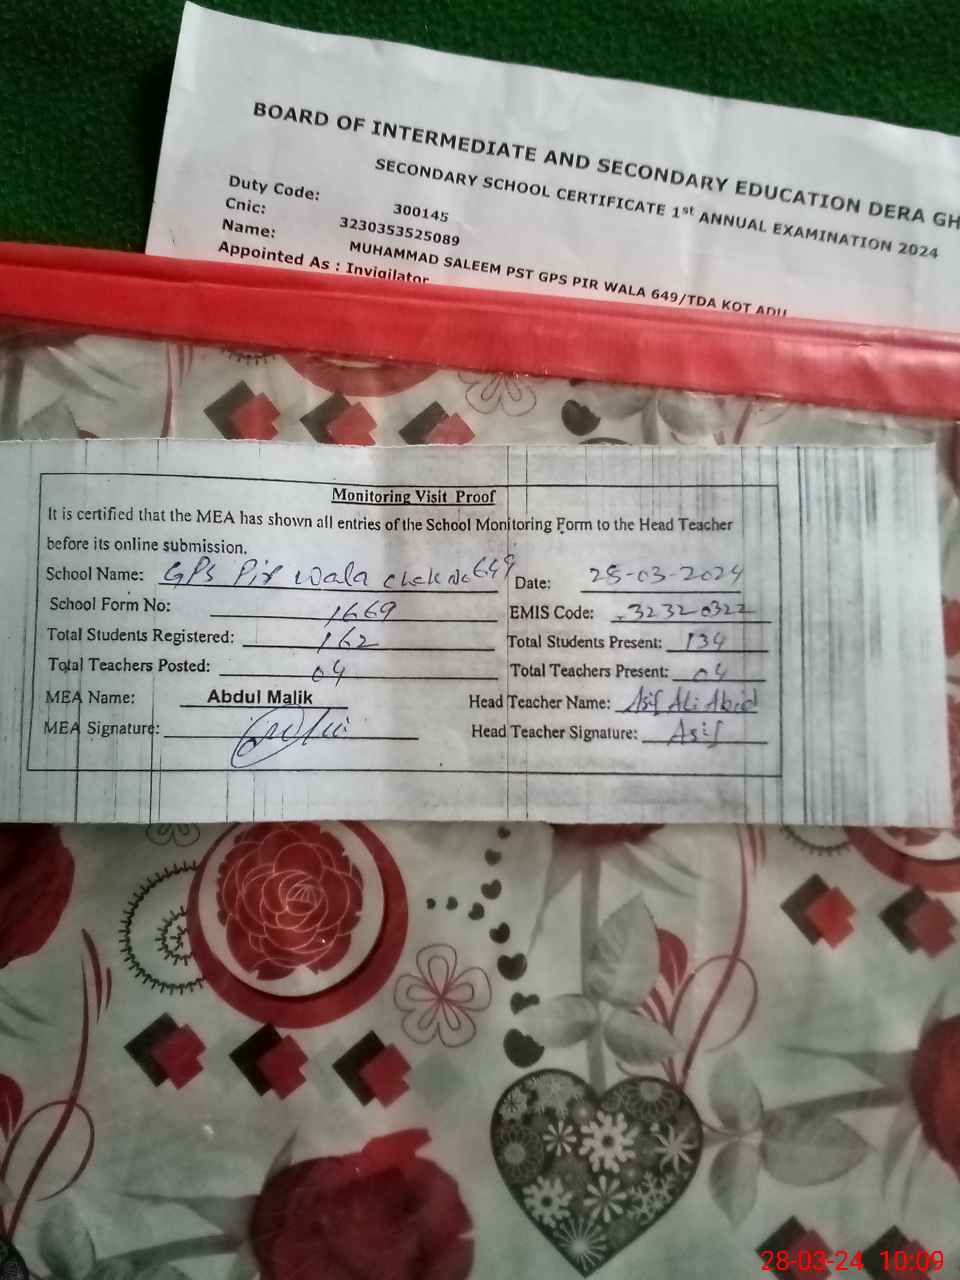 BOARD OF INTERMEDIATE AND SECONDARY EDUCATION DERA GH
SECONDARY SCHOOL CERTIFICATE 1st ANNUAL EXAMINATION 2024
Duty Code: 300145
Cnic: 3230353525089
Name: MUHAMMAD SALEEM PST GPS PIR WALA 649/TDA KOT ADU
Appointed As : Invigilator
Monitoring Visit Proof
It is certified that the MEA has shown all entries of the School Monitoring Form to the Head Teacher
before its online submission.
School Name: GPS Pir wala chek No 649 Date: 28-03-2024
School Form No: 1669 EMIS Code: 32320322
Total Students Registered: 162 Total Students Present: 134
Total Teachers Posted: 04 Total Teachers Present: 04
MEA Name: Abdul Malik Head Teacher Name: Asif Ali Abid
MEA Signature: Head Teacher Signature: Asif
28-03-24 10:09